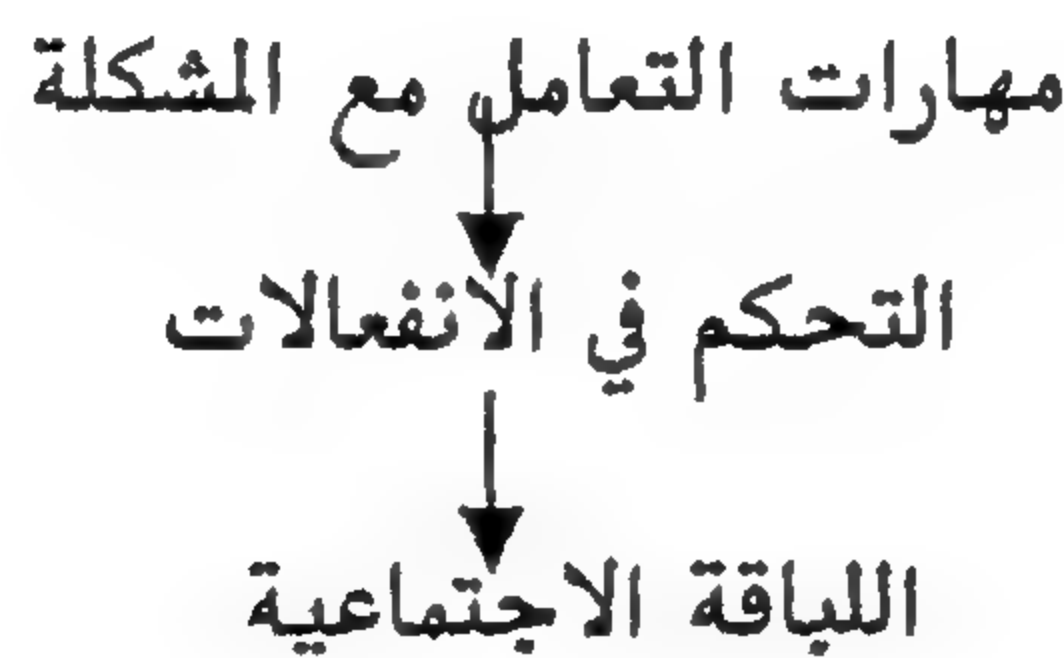 مهارات التعامل مع المشكلة
التحكم في الانفعالات
اللباقة الاجتماعية